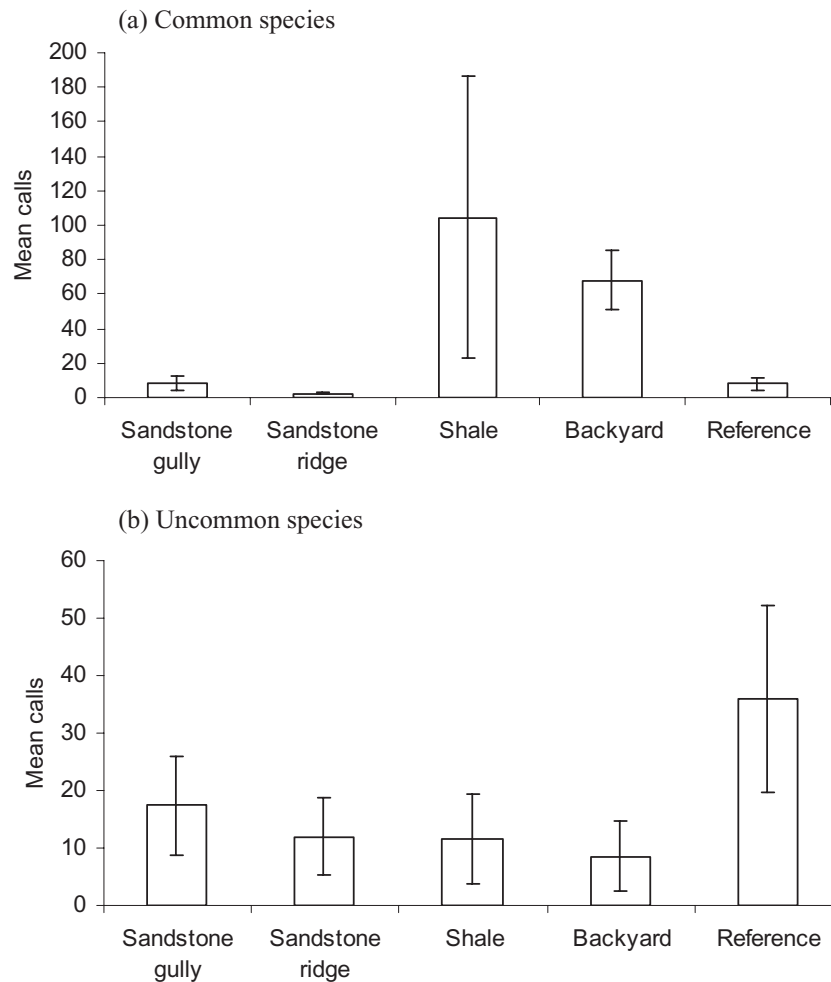 (a) Common species
200
180
160
140
120
100
80
60
40
20
0
Mean calls
Sandstone gully
Sandstone ridge
Shale
Backyard
Reference
(b) Uncommon species
60
50
40
30
20
10
0
Mean calls
Sandstone gully
Sandstone ridge
Shale
Backyard
Reference